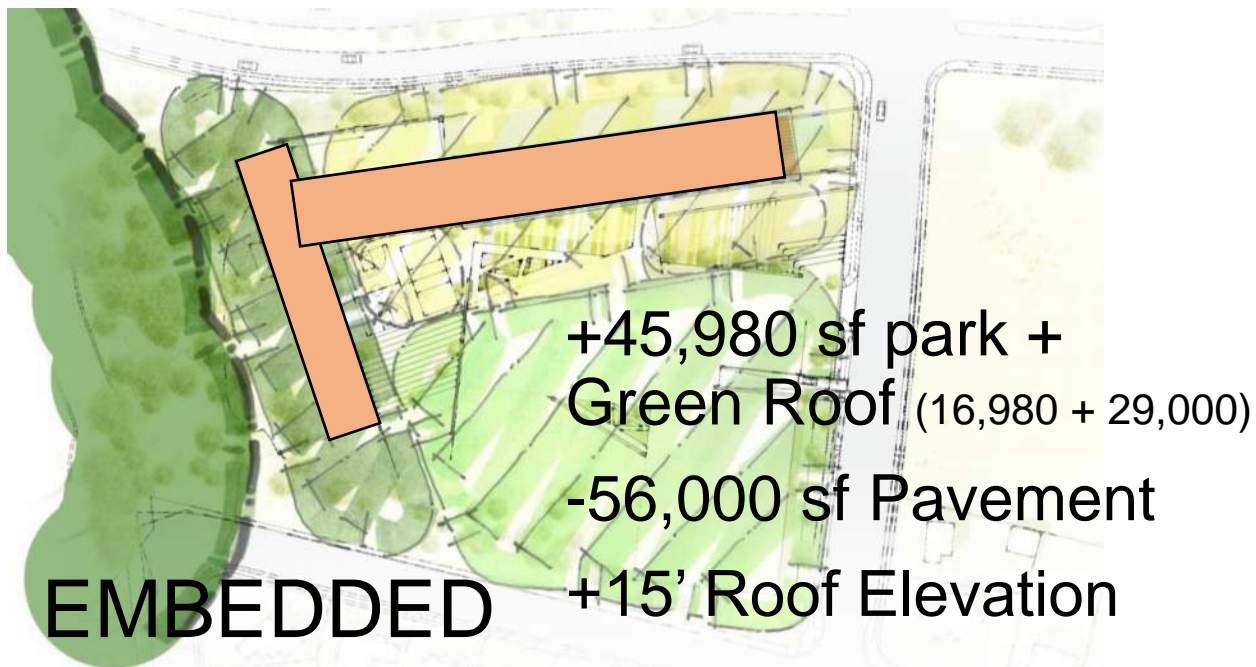 +45,980 sf park +
Green Roof (16,980 + 29,000)
-56,000 sf Pavement
+15’ Roof Elevation
EMBEDDED